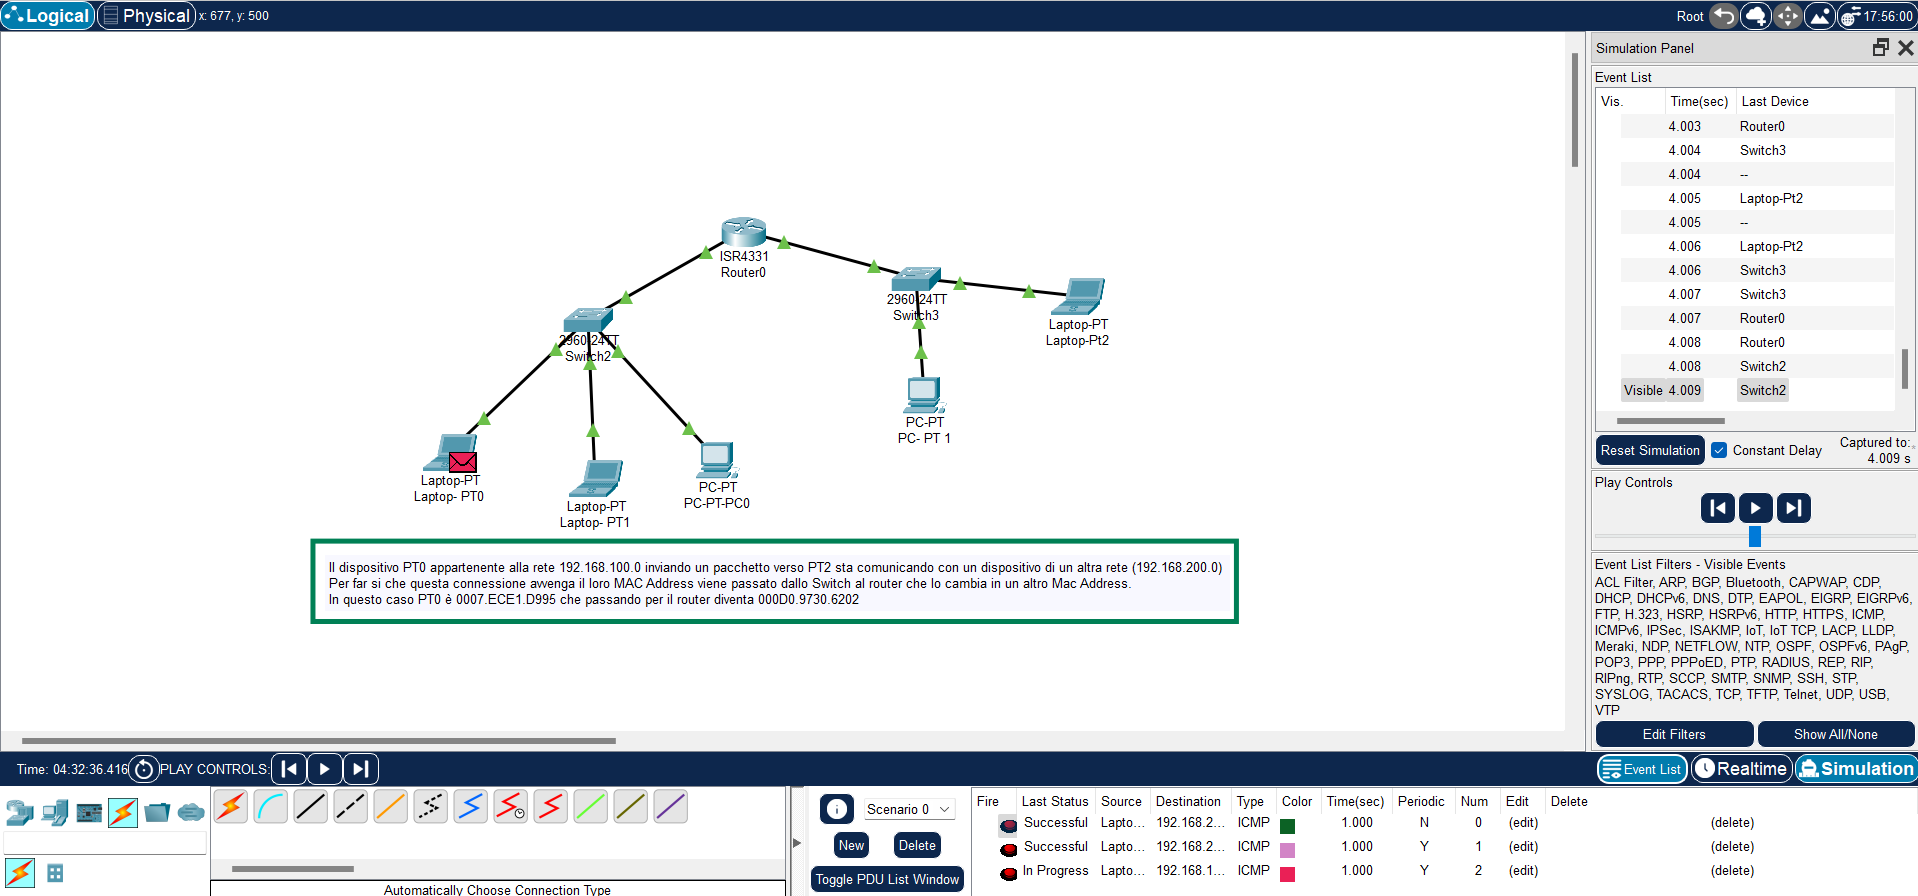 Logical Physical x: 677, y: 500 Root 17:56:00
Simulation Panel
Event List
Vis. Time(sec) Last Device
4.003 Router0
4.004 Switch3
4.004 --
4.005 Laptop-Pt2
4.005 --
4.006 Laptop-Pt2
4.006 Switch3
4.007 Switch3
4.007 Router0
4.008 Router0
4.008 Switch2
Visible 4.009 Switch2
Reset Simulation Constant Delay Captured to:
4.009 s
Play Controls
Event List Filters - Visible Events
ACL Filter, ARP, BGP, Bluetooth, CAPWAP, CDP,
DHCP, DHCPv6, DNS, DTP, EAPOL, EIGRP, EIGRPv6,
FTP, H.323, HSRP, HSRPv6, HTTP, HTTPS, ICMP,
ICMPv6, IPSec, ISAKMP, IoT, IoT TCP, LACP, LLDP,
Meraki, NDP, NETFLOW, NTP, OSPF, OSPFv6, PAgP,
POP3, PPP, PPPoED, PTP, RADIUS, REP, RIP,
RIPng, RTP, SCCP, SMTP, SNMP, SSH, STP,
SYSLOG, TACACS, TCP, TFTP, Telnet, UDP, USB,
VTP
Edit Filters Show All/None
ISR4331
Router0
2960-24TT
Switch3
Laptop-PT
Laptop-Pt2
2960-24TT
Switch2
PC-PT
PC- PT 1
Laptop-PT
Laptop- PT0
Laptop-PT
Laptop- PT1
PC-PT
PC-PT-PC0
Il dispositivo PT0 appartenente alla rete 192.168.100.0 inviando un pacchetto verso PT2 sta comunicando con un dispositivo di un altra rete (192.168.200.0)
Per far si che questa connessione avvenga il loro MAC Address viene passato dallo Switch al router che lo cambia in un altro Mac Address.
In questo caso PT0 è 0007.ECE1.D995 che passando per il router diventa 000D0.9730.6202
Time: 04:32:36.416 PLAY CONTROLS: Event List Realtime Simulation
Scenario 0
New Delete
Toggle PDU List Window
Automatically Choose Connection Type
Fire Last Status Source Destination Type Color Time(sec) Periodic Num Edit Delete
Successful Lapto... 192.168.2... ICMP 1.000 N 0 (edit) (delete)
Successful Lapto... 192.168.2... ICMP 1.000 Y 1 (edit) (delete)
In Progress Lapto... 192.168.1... ICMP 1.000 Y 2 (edit) (delete)